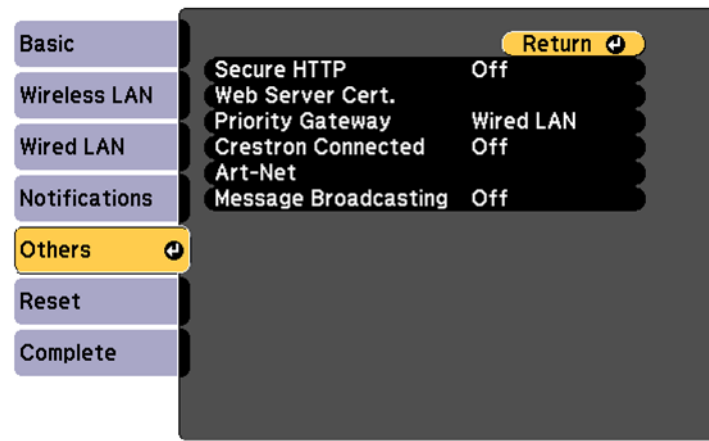 Basic
Wireless LAN
Wired LAN
Notifications
Others
Reset
Complete
Return
Secure HTTP Off
Web Server Cert.
Priority Gateway Wired LAN
Crestron Connected Off
Art-Net
Message Broadcasting Off